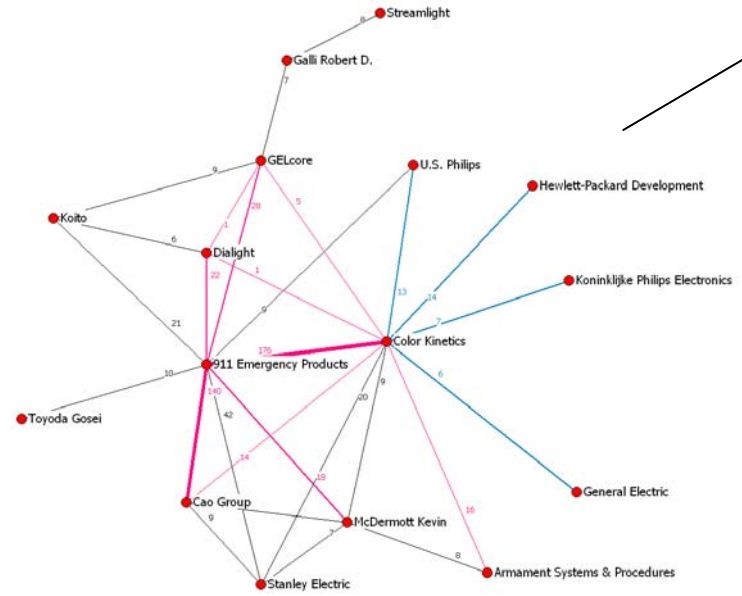 Streamlight
8
Galli Robert D.
7
GELcore
U.S. Philips
9
Hewlett-Packard Development
28
5
Koito
1
6
Dialight
1
22
Koninklijke Philips Electronics
13
14
9
21
7
Color Kinetics
176
911 Emergency Products
10
6
9
140
20
42
Toyoda Gosei
14
18
General Electric
Cao Group
16
9
McDermott Kevin
7
8
Armament Systems & Procedures
Stanley Electric